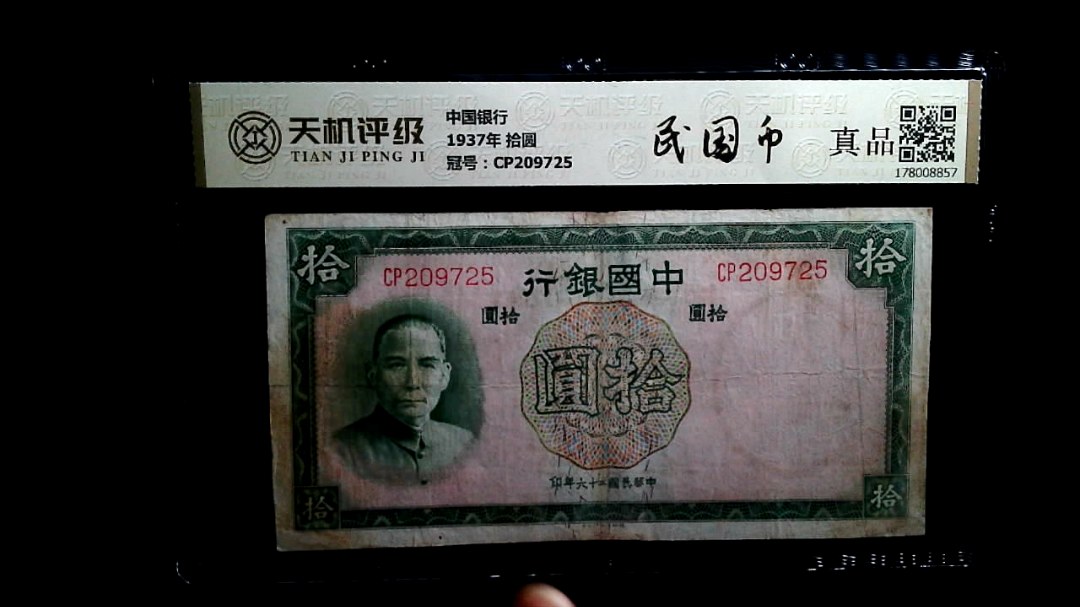 天机评级
TIAN JI PING JI
中国银行
1937年 拾圆
冠号：CP209725
民国币
真品
178008857
拾
拾
CP209725
行銀國中
CP209725
圓拾
圓拾
圓拾
印年六十二國民華中
拾
拾